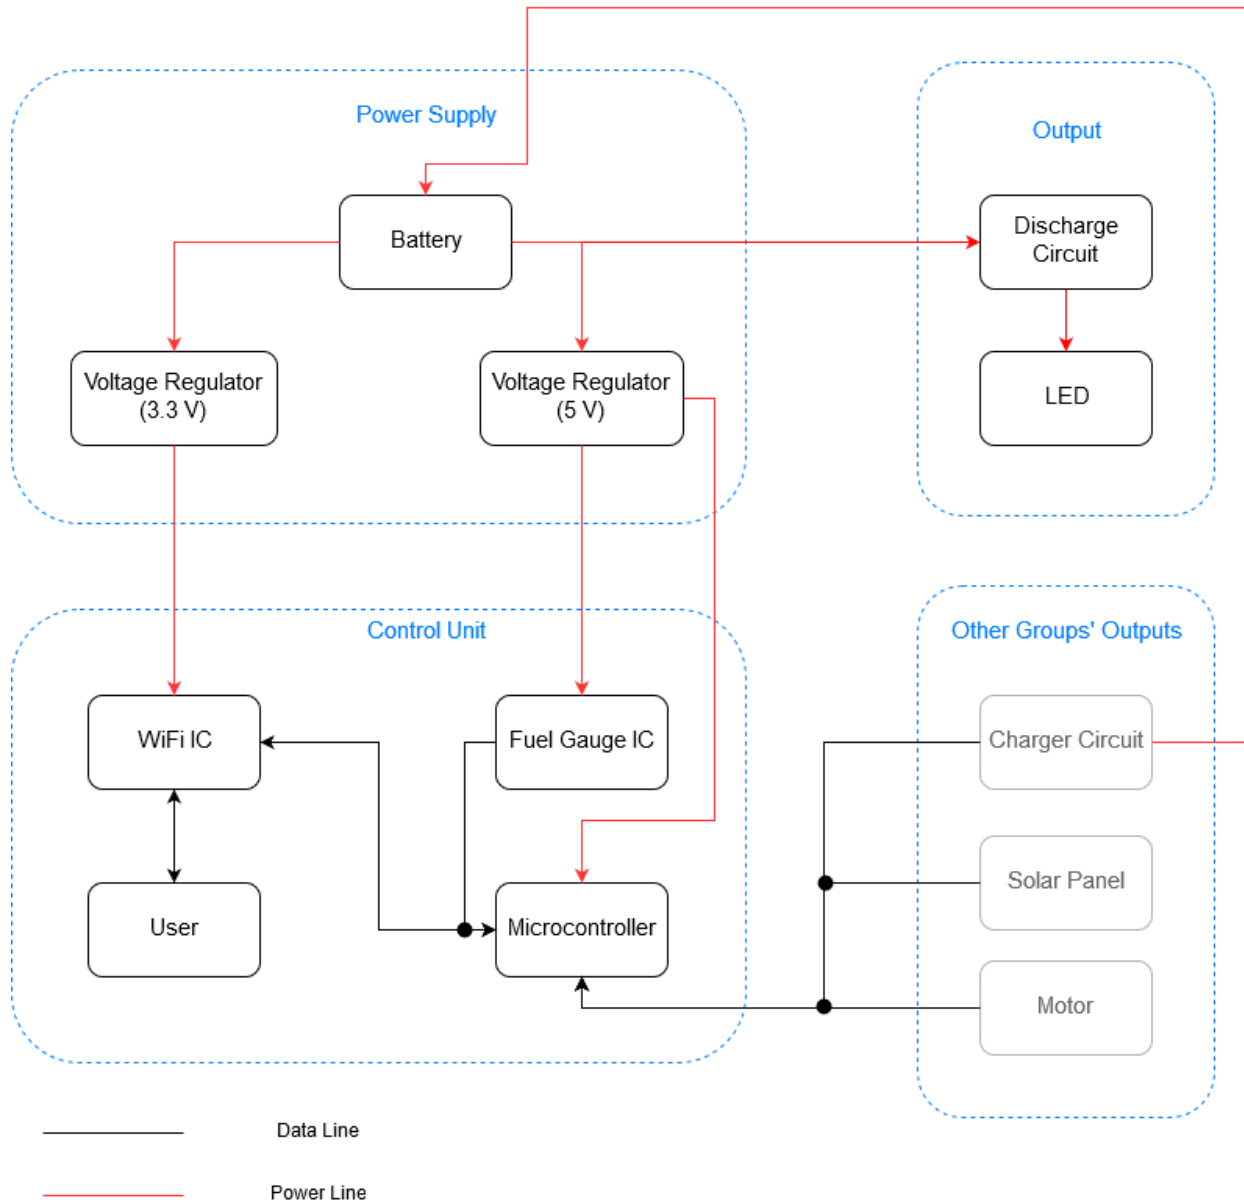 Power Supply
Output
Battery
Discharge
Circuit
Voltage Regulator
(3.3 V)
Voltage Regulator
(5 V)
LED
Control Unit
Other Groups' Outputs
WiFi IC
Fuel Gauge IC
Charger Circuit
Solar Panel
User
Microcontroller
Motor
Data Line
Power Line